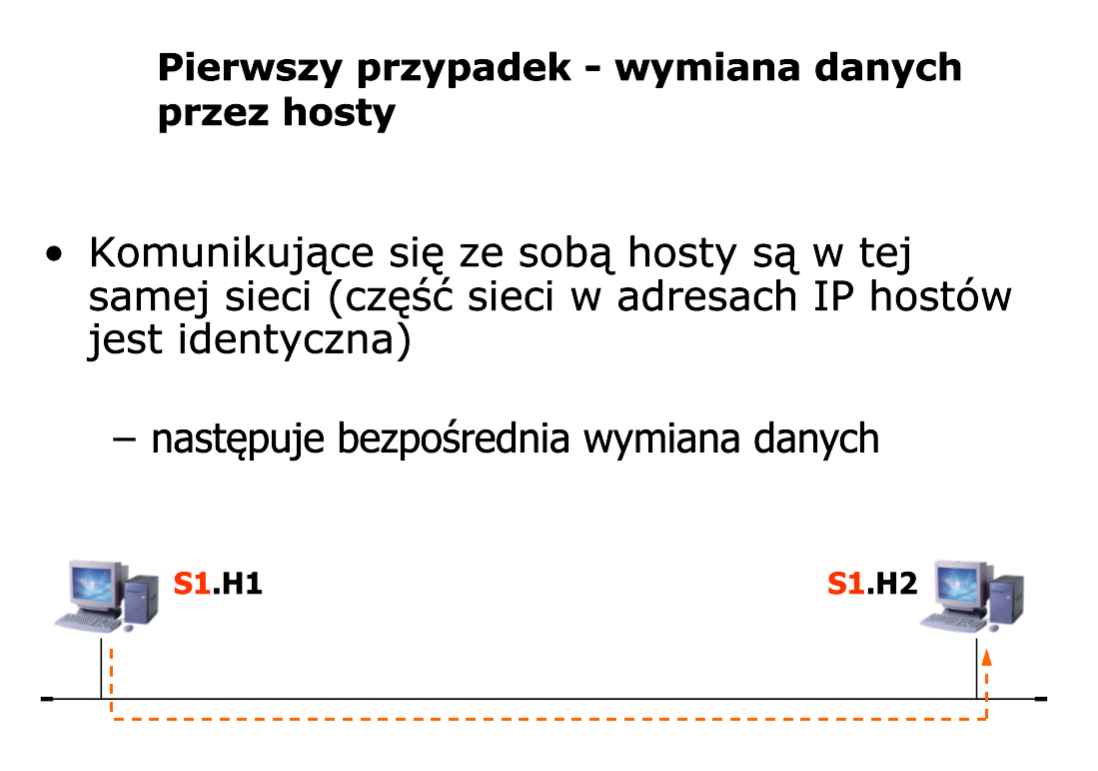 Pierwszy przypadek - wymiana danych
przez hosty
• Komunikujące się ze sobą hosty są w tej
samej sieci (część sieci w adresach IP hostów
jest identyczna)
– następuje bezpośrednia wymiana danych
S1.H1
S1.H2